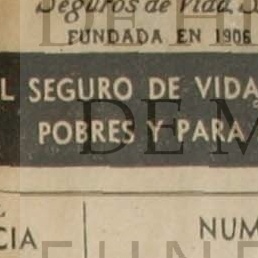 Seguros de Vida, S.
FUNDADA EN 1906
L SEGURO DE VIDA
POBRES Y PARA
CIA
NUM